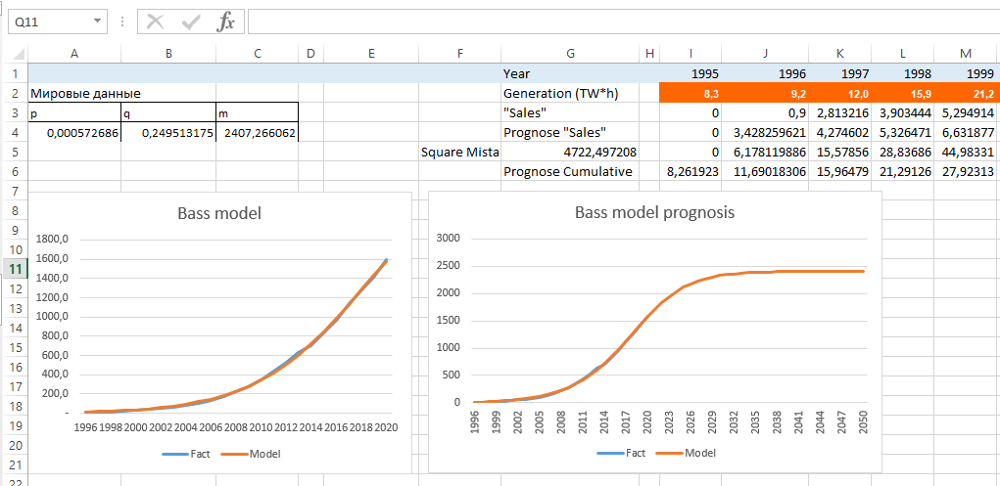 Q11 fx
A B C D E F G H I J K L M
1 Year 1995 1996 1997 1998 1999
2 Мировые данные Generation (TW*h) 8,3 9,2 12,0 15,9 21,2
3 p q m "Sales" 0 0,9 2,813216 3,903444 5,294914
4 0,000572686 0,249513175 2407,266062 Prognose "Sales" 3,428259621 4,274602 5,326471 6,631877
5 Square Mista 4722,497208 0 6,178119886 15,57856 28,83686 44,98331
6 Prognose Cumulative 8,261923 11,69018306 15,96479 21,29126 27,92313
7
8
9
10
11
12
13
14
15
16
17
18
19
20
21
22
Bass model
1800,0
1600,0
1400,0
1200,0
1000,0
800,0
600,0
400,0
200,0
-
1996 1998 2000 2002 2004 2006 2008 2010 2012 2014 2016 2018 2020
Fact Model
Bass model prognosis
3000
2500
2000
1500
1000
500
0
1996 1999 2002 2005 2008 2011 2014 2017 2020 2023 2026 2029 2032 2035 2038 2041 2044 2047 2050
Fact Model